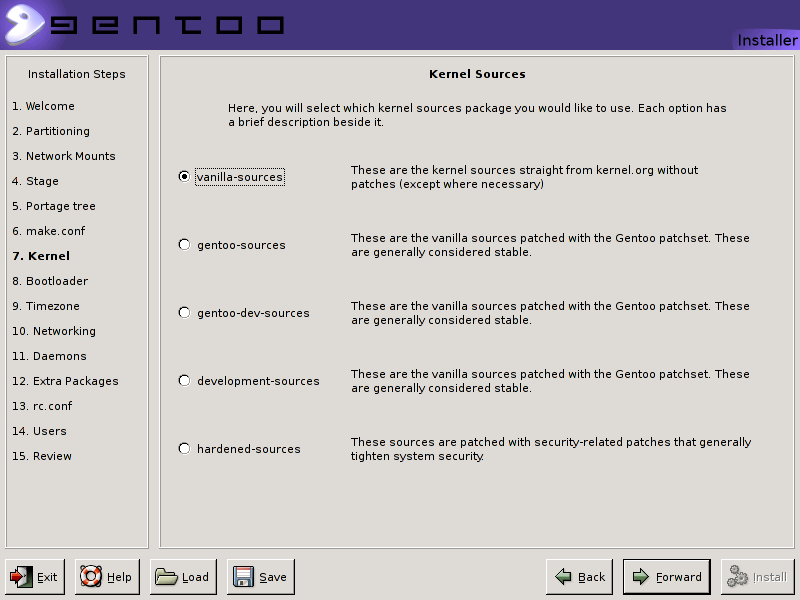 gentoo
Installer
Installation Steps
1. Welcome
2. Partitioning
3. Network Mounts
4. Stage
5. Portage tree
6. make.conf
7. Kernel
8. Bootloader
9. Timezone
10. Networking
11. Daemons
12. Extra Packages
13. rc.conf
14. Users
15. Review
Kernel Sources
Here, you will select which kernel sources package you would like to use. Each option has
a brief description beside it.
vanilla-sources
These are the kernel sources straight from kernel.org without
patches (except where necessary)
gentoo-sources
These are the vanilla sources patched with the Gentoo patchset. These
are generally considered stable.
gentoo-dev-sources
These are the vanilla sources patched with the Gentoo patchset. These
are generally considered stable.
development-sources
These are the vanilla sources patched with the Gentoo patchset. These
are generally considered stable.
hardened-sources
These sources are patched with security-related patches that generally
tighten system security.
Exit
Help
Load
Save
Back
Forward
Install